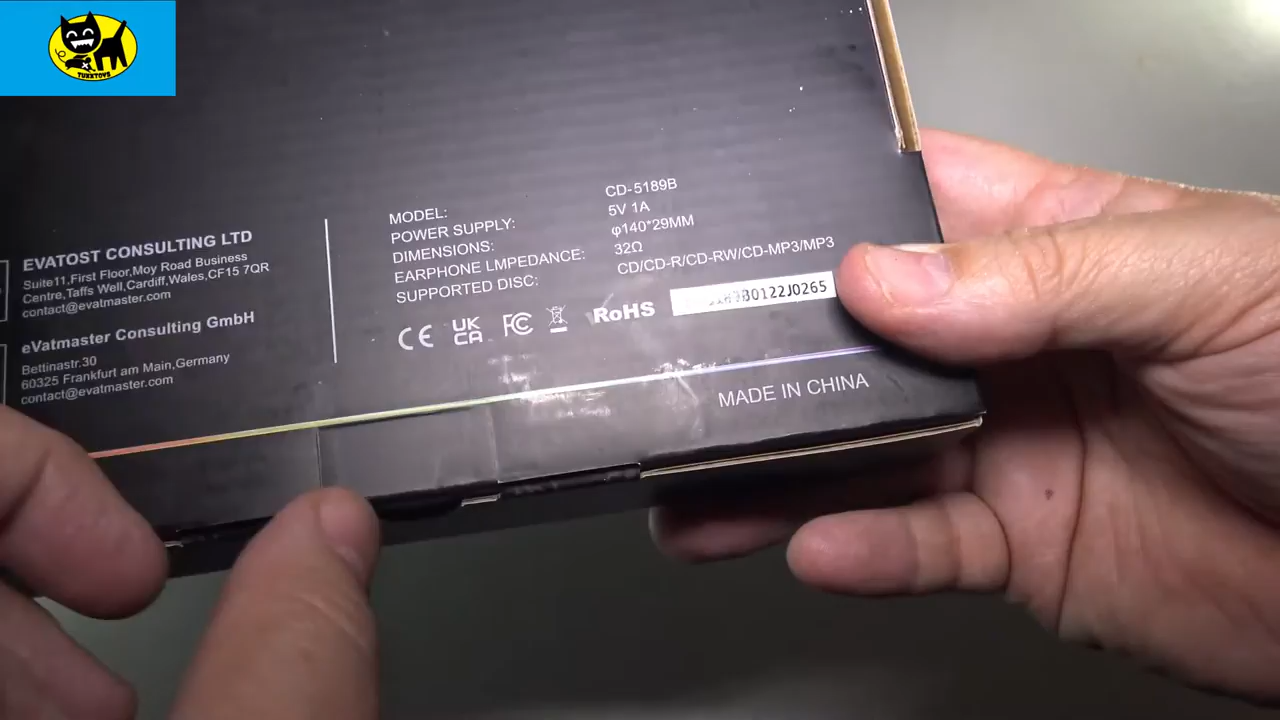 TURKTOYS
EVATOST CONSULTING LTD
Suite11,First Floor,Moy Road Business
Centre,Taffs Well,Cardiff,Wales,CF15 7QR
contact@evatmaster.com
eVatmaster Consulting GmbH
Bettinastr.30
60325 Frankfurt am Main,Germany
contact@evatmaster.com
MODEL: CD-5189B
POWER SUPPLY: 5V 1A
DIMENSIONS: φ140*29MM
EARPHONE LMPEDANCE: 32Ω
SUPPORTED DISC: CD/CD-R/CD-RW/CD-MP3/MP3
CE UK CA FC RoHS
MADE IN CHINA